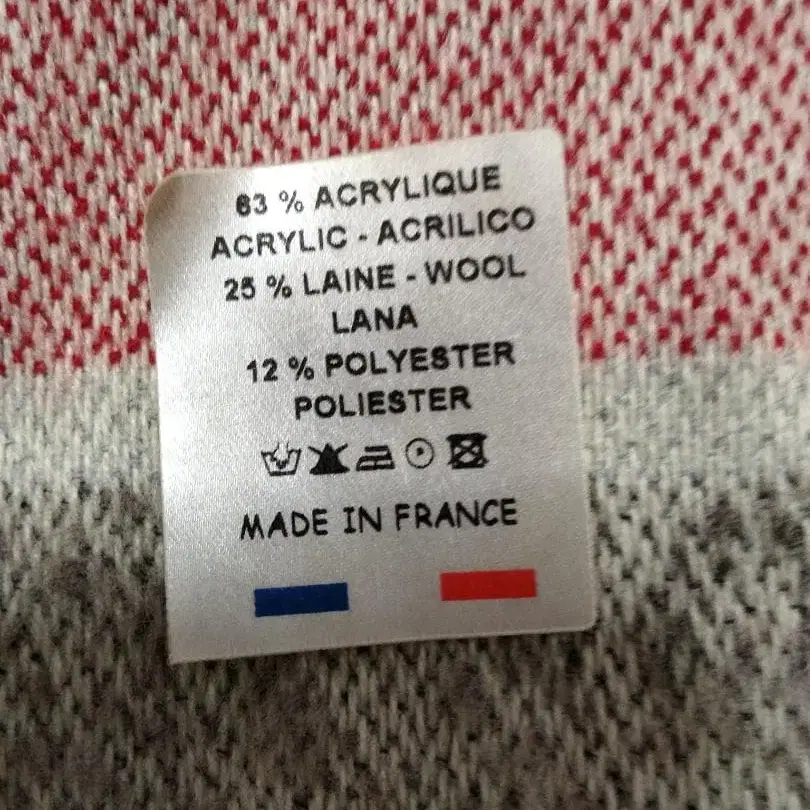 63 % ACRYLIQUE
ACRYLIC - ACRILICO
25 % LAINE - WOOL
LANA
12 % POLYESTER
POLIESTER
MADE IN FRANCE